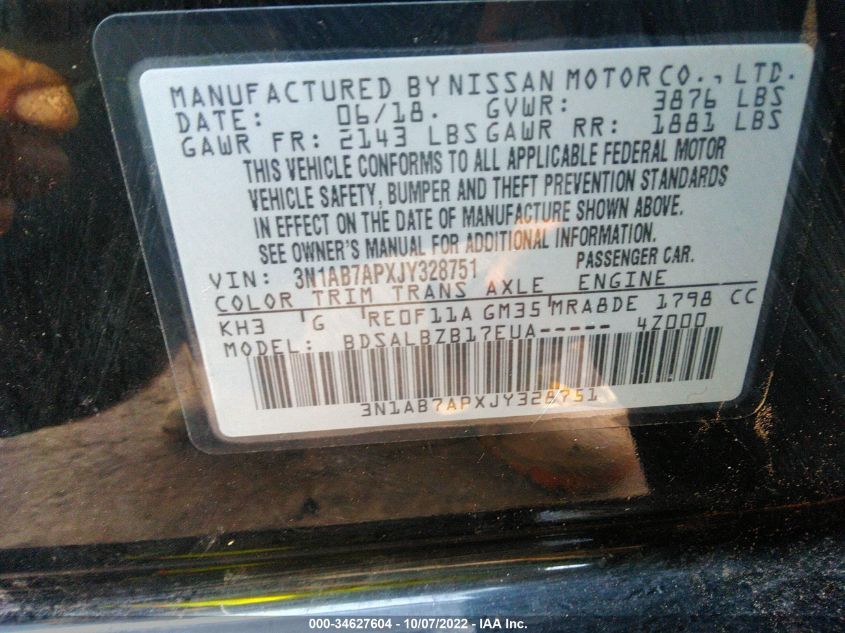 MANUFACTURED BY NISSAN MOTOR CO., LTD.
DATE: 06/18. GVWR: 3876 LBS
GAWR FR: 2143 LBS GAWR RR: 1881 LBS
THIS VEHICLE CONFORMS TO ALL APPLICABLE FEDERAL MOTOR
VEHICLE SAFETY, BUMPER AND THEFT PREVENTION STANDARDS
IN EFFECT ON THE DATE OF MANUFACTURE SHOWN ABOVE.
SEE OWNER'S MANUAL FOR ADDITIONAL INFORMATION.
VIN: 3N1AB7APXJY328751 PASSENGER CAR.
COLOR TRIM TRANS AXLE ENGINE
KH3 G RE0F11A GM35 MRA8DE 1798 CC
MODEL: BDSALBZB17EUA----- 4Z000
3N1AB7APXJY328751
000-34627604 - 10/07/2022 - IAA Inc.